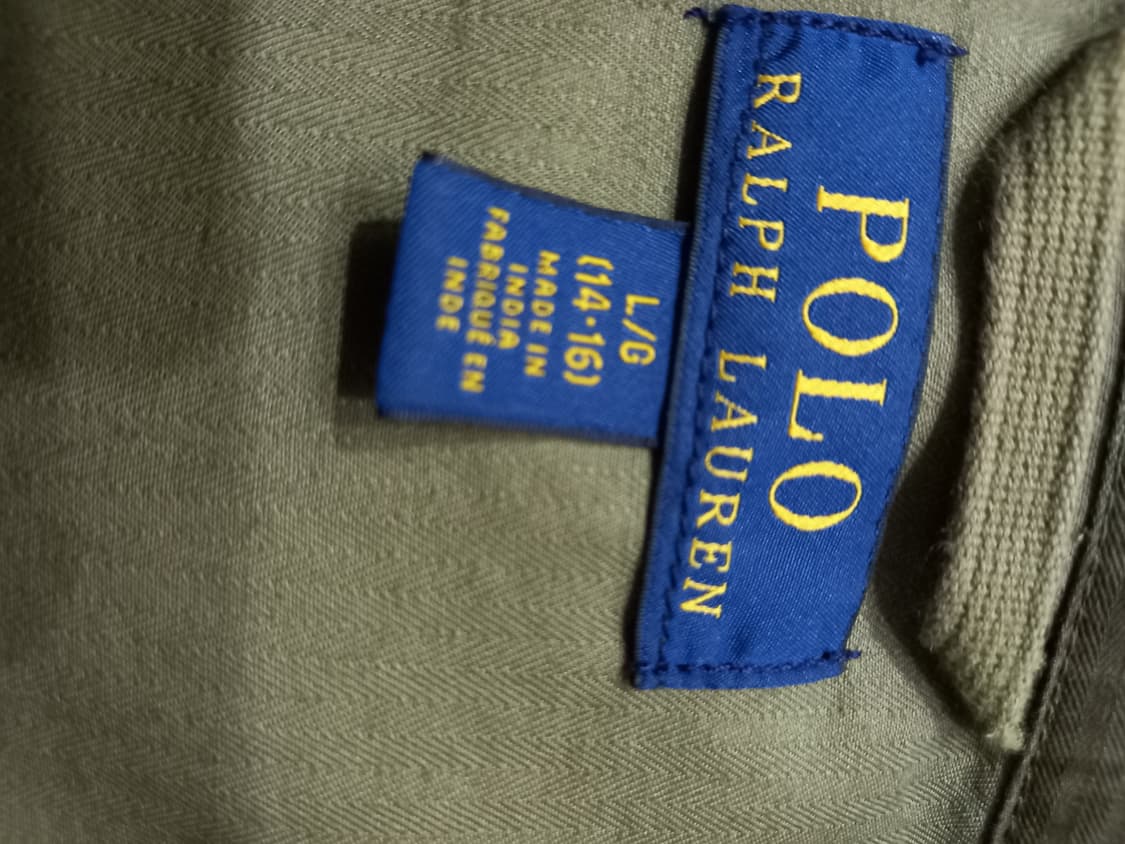 POLO
RALPH LAUREN
L/G
(14-16)
MADE IN
INDIA
FABRIQUÉ EN
INDE